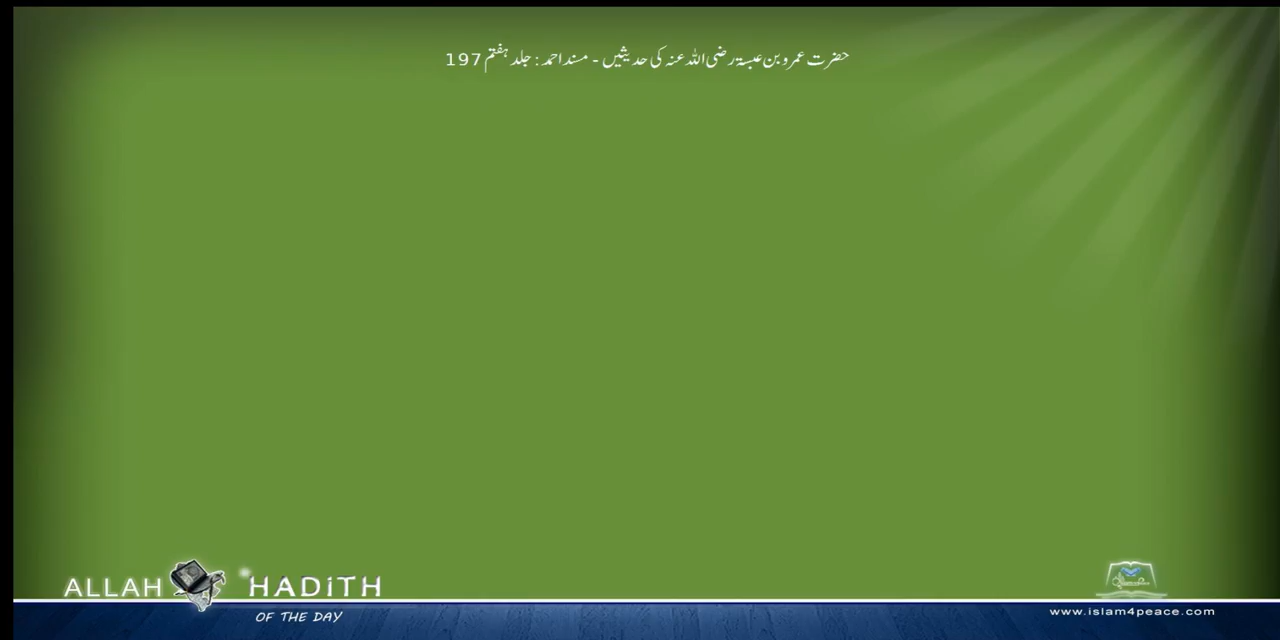 حضرت عمرو بن عبسۃ رضی اللہ عنہ کی حدیثیں - مسند احمد : جلد ہفتم 197
ALLAH HADiTH
OF THE DAY
www.islam4peace.com